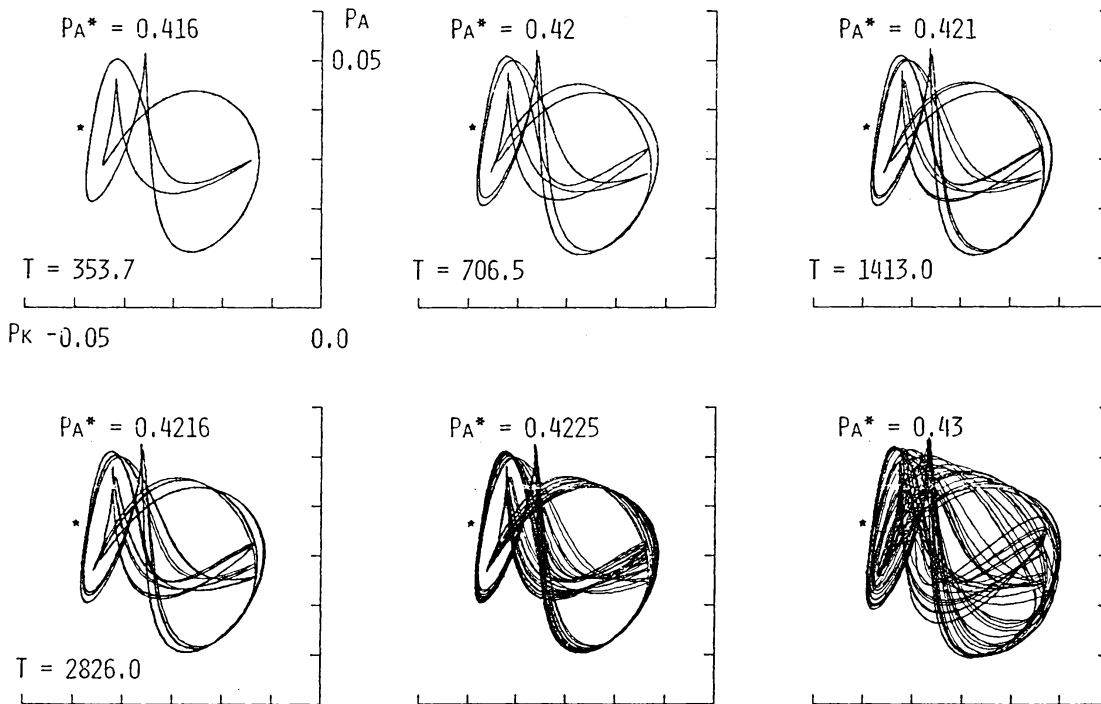 PA* = 0.416
PA
0.05
*
T = 353.7
PK -0.05
0.0
PA* = 0.42
*
T = 706.5
PA* = 0.421
*
T = 1413.0
PA* = 0.4216
*
T = 2826.0
PA* = 0.4225
*
PA* = 0.43
*